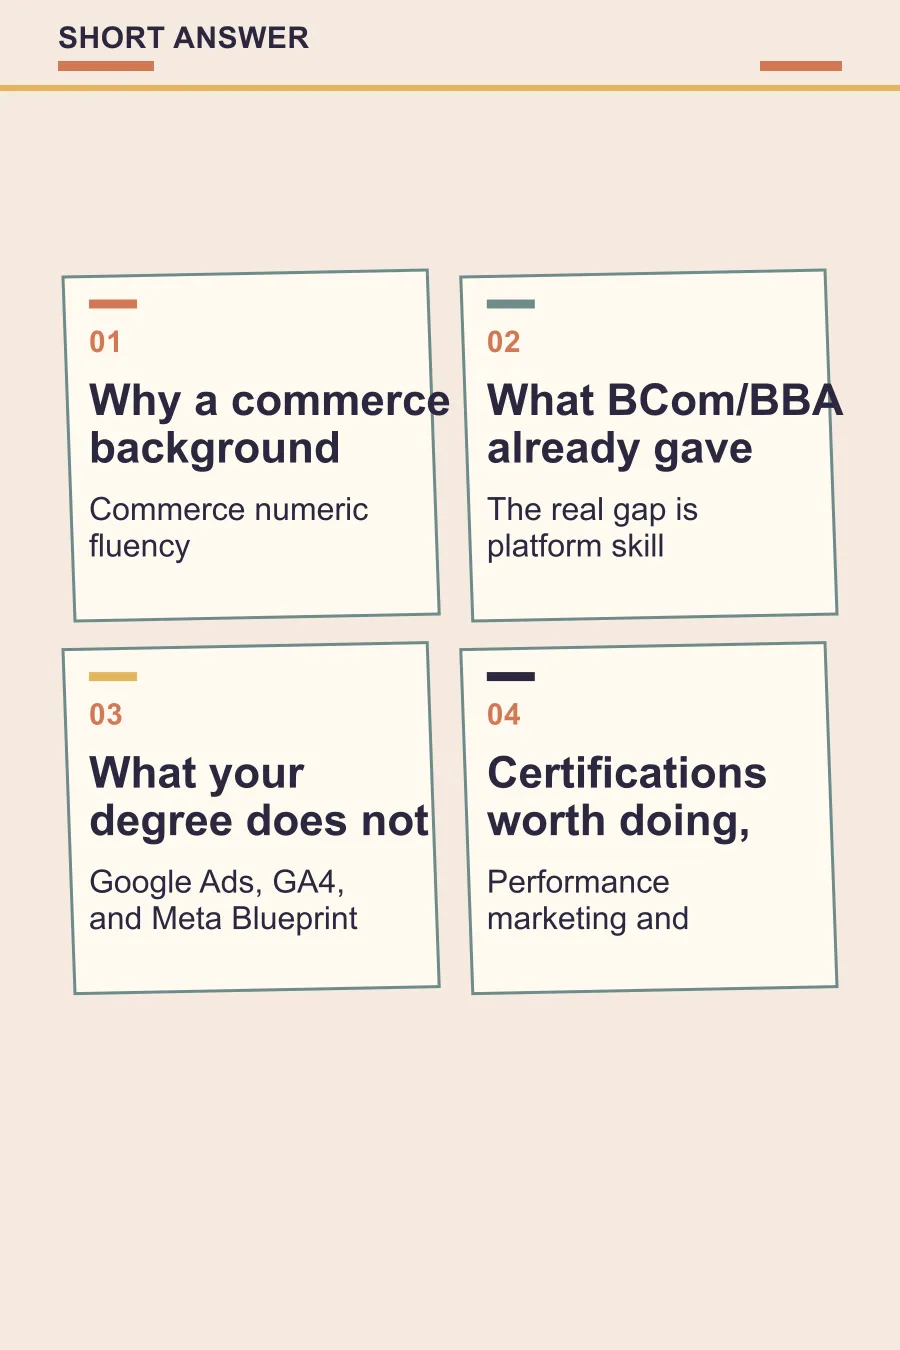 SHORT ANSWER
01
Why a commerce
background
Commerce numeric
fluency
02
What BCom/BBA
already gave
The real gap is
platform skill
03
What your
degree does not
Google Ads, GA4,
and Meta Blueprint
04
Certifications
worth doing,
Performance
marketing and